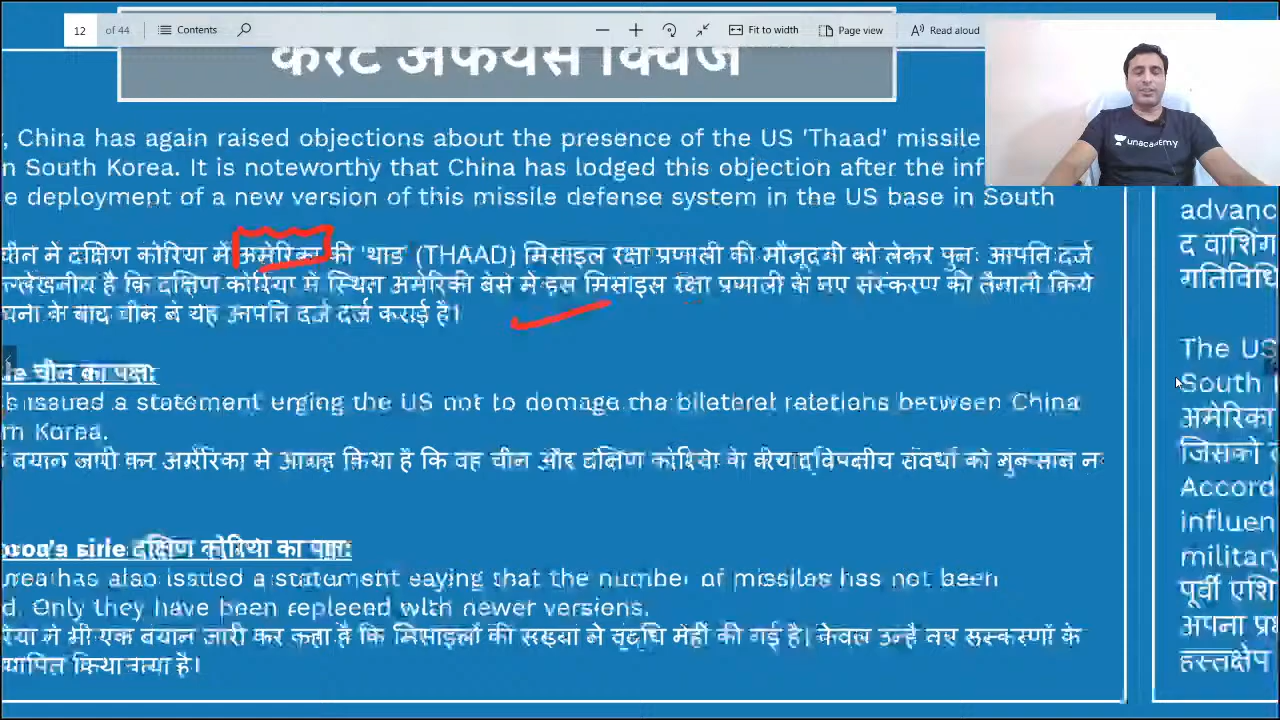 12 of 44 Contents Fit to width Page view Read aloud
करंट अफेयर्स क्विज
, China has again raised objections about the presence of the US 'Thaad' missile
n South Korea. It is noteworthy that China has lodged this objection after the inf
e deployment of a new version of this missile defense system in the US base in South
चीन ने दक्षिण कोरिया में अमेरिका की 'थाड' (THAAD) मिसाइल रक्षा प्रणाली की मौजूदगी को लेकर पुनः आपत्ति दर्ज
ल्लेखनीय है कि दक्षिण कोरिया में स्थित अमेरिकी बेस में इस मिसाइल रक्षा प्रणाली के नए संस्करण की तैनाती किये
चना के बाद चीन ने यह आपत्ति दर्ज दर्ज कराई है।
चीन का पक्ष:
s issued a statement urging the US not to damage the bilateral relations between China
h Korea.
बयान जारी कर अमेरिका से आग्रह किया है कि वह चीन और दक्षिण कोरिया के बीच द्विपक्षीय संबंधों को नुकसान न
दक्षिण कोरिया का पक्ष:
rea has also issued a statement saying that the number of missiles has not been
d. Only they have been replaced with newer versions.
रिया ने भी एक बयान जारी कर कहा है कि मिसाइलों की संख्या में वृद्धि नहीं की गई है। केवल उन्हें नए संस्करणों के
थापित किया गया है।
unacademy
advanc
द वाशिंग
गतिविधि
The US
South
अमेरिका
जिसको
Accord
influen
military
पूर्वी एशि
अपना प्र
हस्तक्षेप